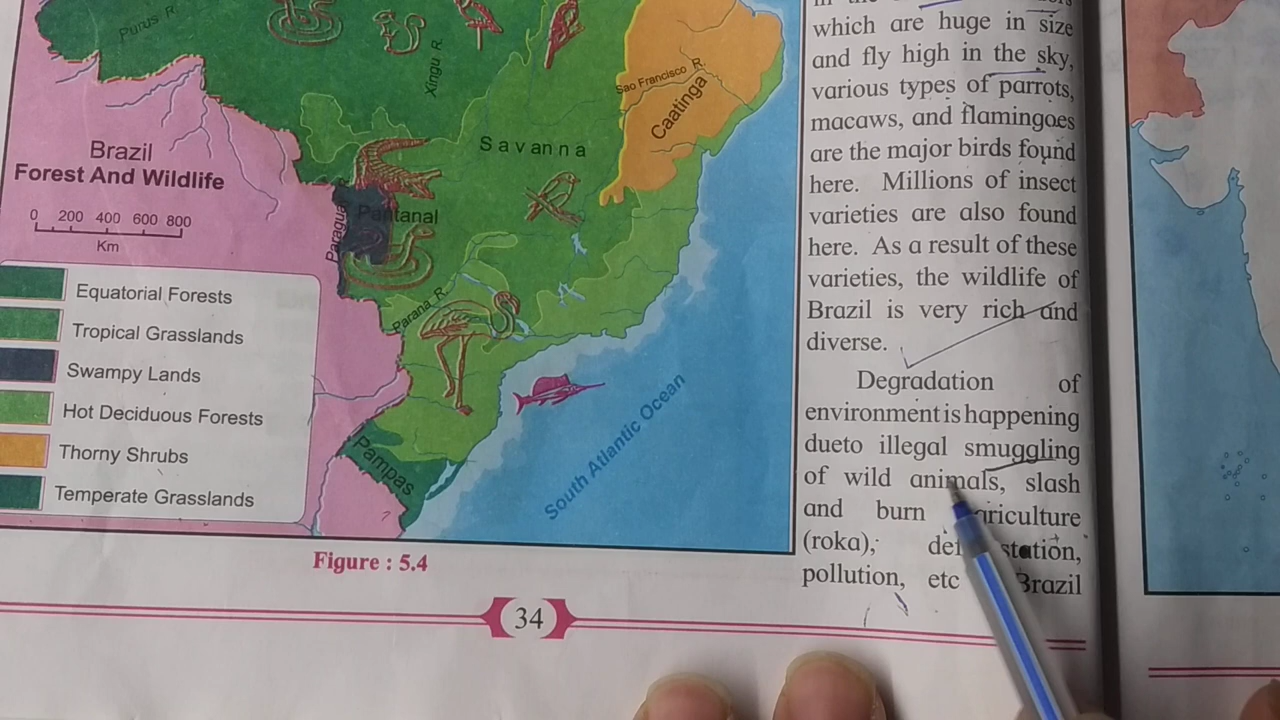 Purus R.
Xingu R.
Sao Francisco R.
Caatinga
Savanna
Brazil
Forest And Wildlife
0 200 400 600 800
Km
Pantanal
Parana R.
Pampas
South Atlantic Ocean
Equatorial Forests
Tropical Grasslands
Swampy Lands
Hot Deciduous Forests
Thorny Shrubs
Temperate Grasslands
Figure : 5.4
in the
which are huge in size
and fly high in the sky,
various types of parrots,
macaws, and flamingoes
are the major birds found
here. Millions of insect
varieties are also found
here. As a result of these
varieties, the wildlife of
Brazil is very rich and
diverse.
Degradation of
environment is happening
dueto illegal smuggling
of wild animals, slash
and burn
(roka),
pollution, etc Brazil
34